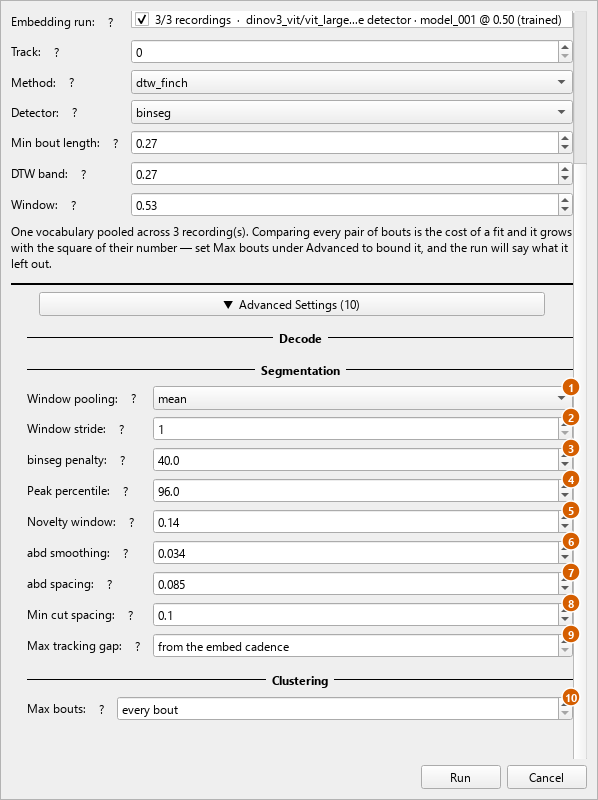 Embedding run: ? 3/3 recordings · dinov3_vit/vit_large...e detector · model_001 @ 0.50 (trained)
Track: ? 0
Method: ? dtw_finch
Detector: ? binseg
Min bout length: ? 0.27
DTW band: ? 0.27
Window: ? 0.53
One vocabulary pooled across 3 recording(s). Comparing every pair of bouts is the cost of a fit and it grows
with the square of their number — set Max bouts under Advanced to bound it, and the run will say what it
left out.
▼ Advanced Settings (10)
Decode
Segmentation
Window pooling: ? mean 1
Window stride: ? 1 2
binseg penalty: ? 40.0 3
Peak percentile: ? 96.0 4
Novelty window: ? 0.14 5
abd smoothing: ? 0.034 6
abd spacing: ? 0.085 7
Min cut spacing: ? 0.1 8
Max tracking gap: ? from the embed cadence 9
Clustering
Max bouts: ? every bout 10
Run Cancel